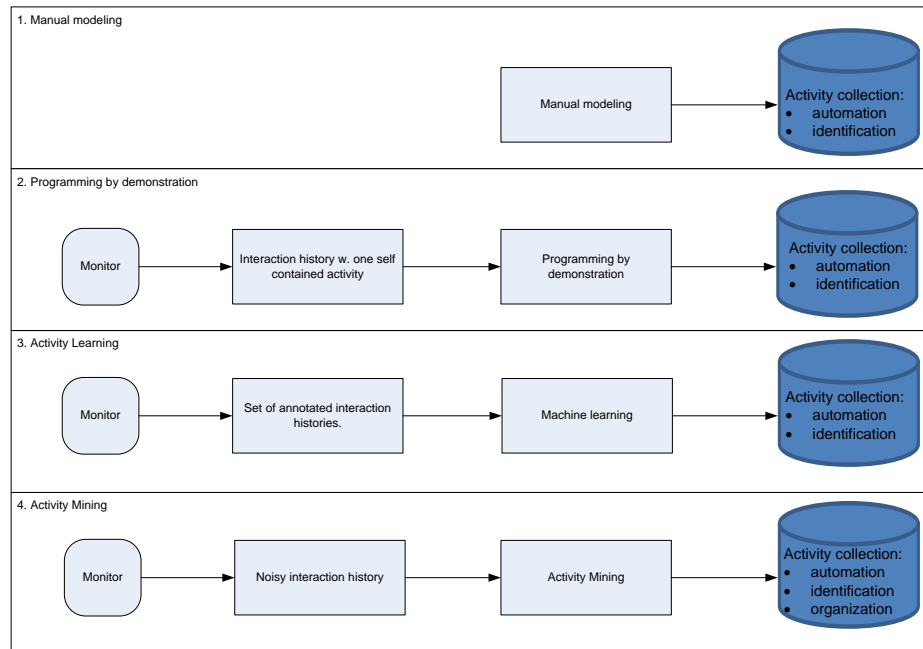 1. Manual modeling
Manual modeling
Activity collection:
• automation
• identification
2. Programming by demonstration
Monitor
Interaction history w. one self
contained activity
Programming by
demonstration
Activity collection:
• automation
• identification
3. Activity Learning
Monitor
Set of annotated interaction
histories.
Machine learning
Activity collection:
• automation
• identification
4. Activity Mining
Monitor
Noisy interaction history
Activity Mining
Activity collection:
• automation
• identification
• organization